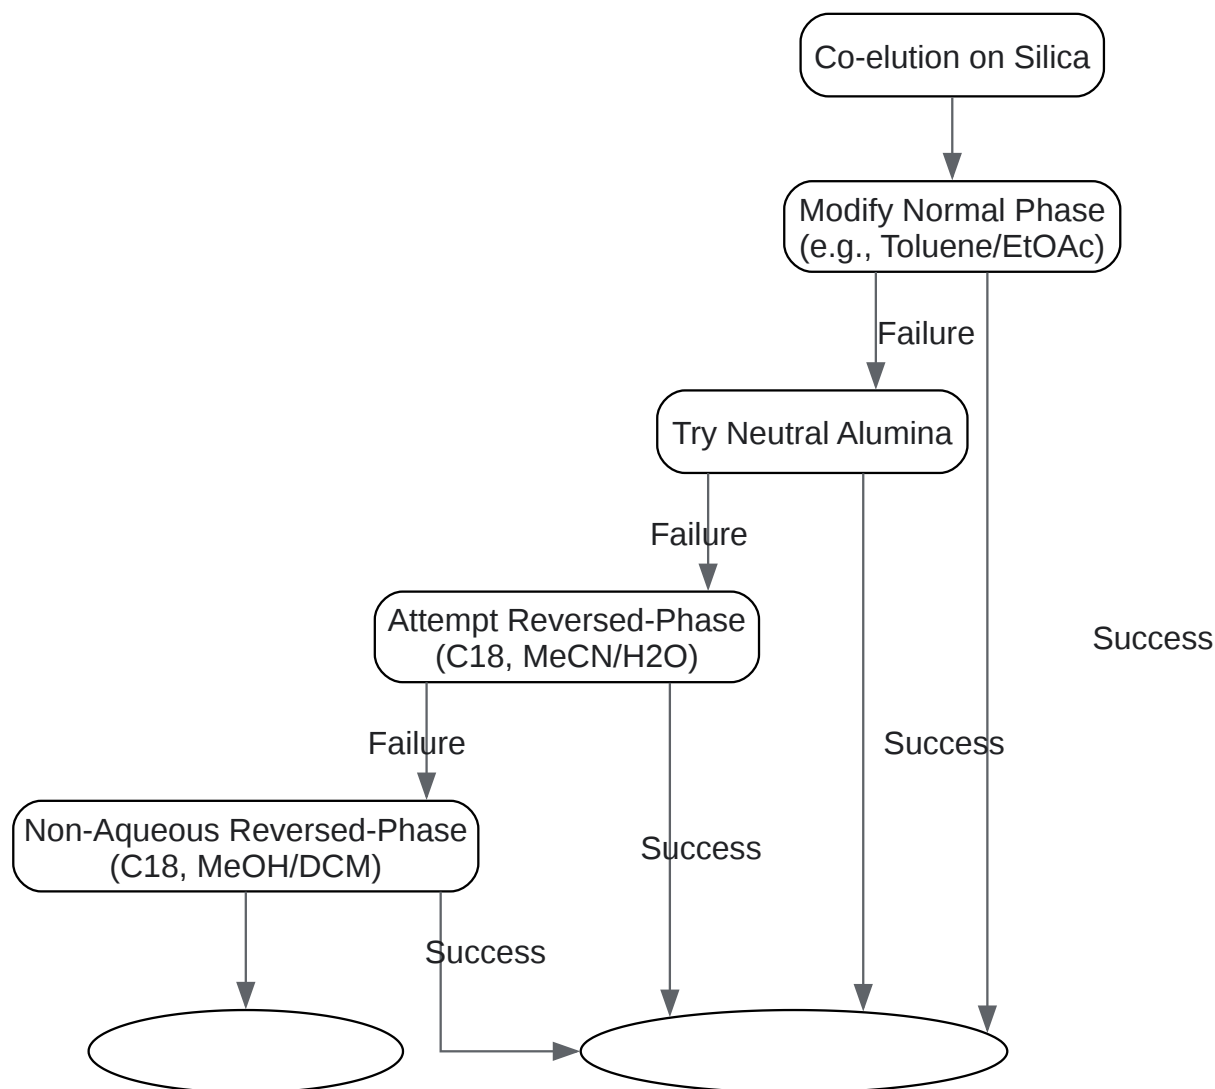 Co-elution on Silica
Modify Normal Phase
(e.g., Toluene/EtOAc)
Failure
Try Neutral Alumina
Failure
Attempt Reversed-Phase
(C18, MeCN/H2O)
Success
Failure
Success
Non-Aqueous Reversed-Phase
(C18, MeOH/DCM)
Success
Success